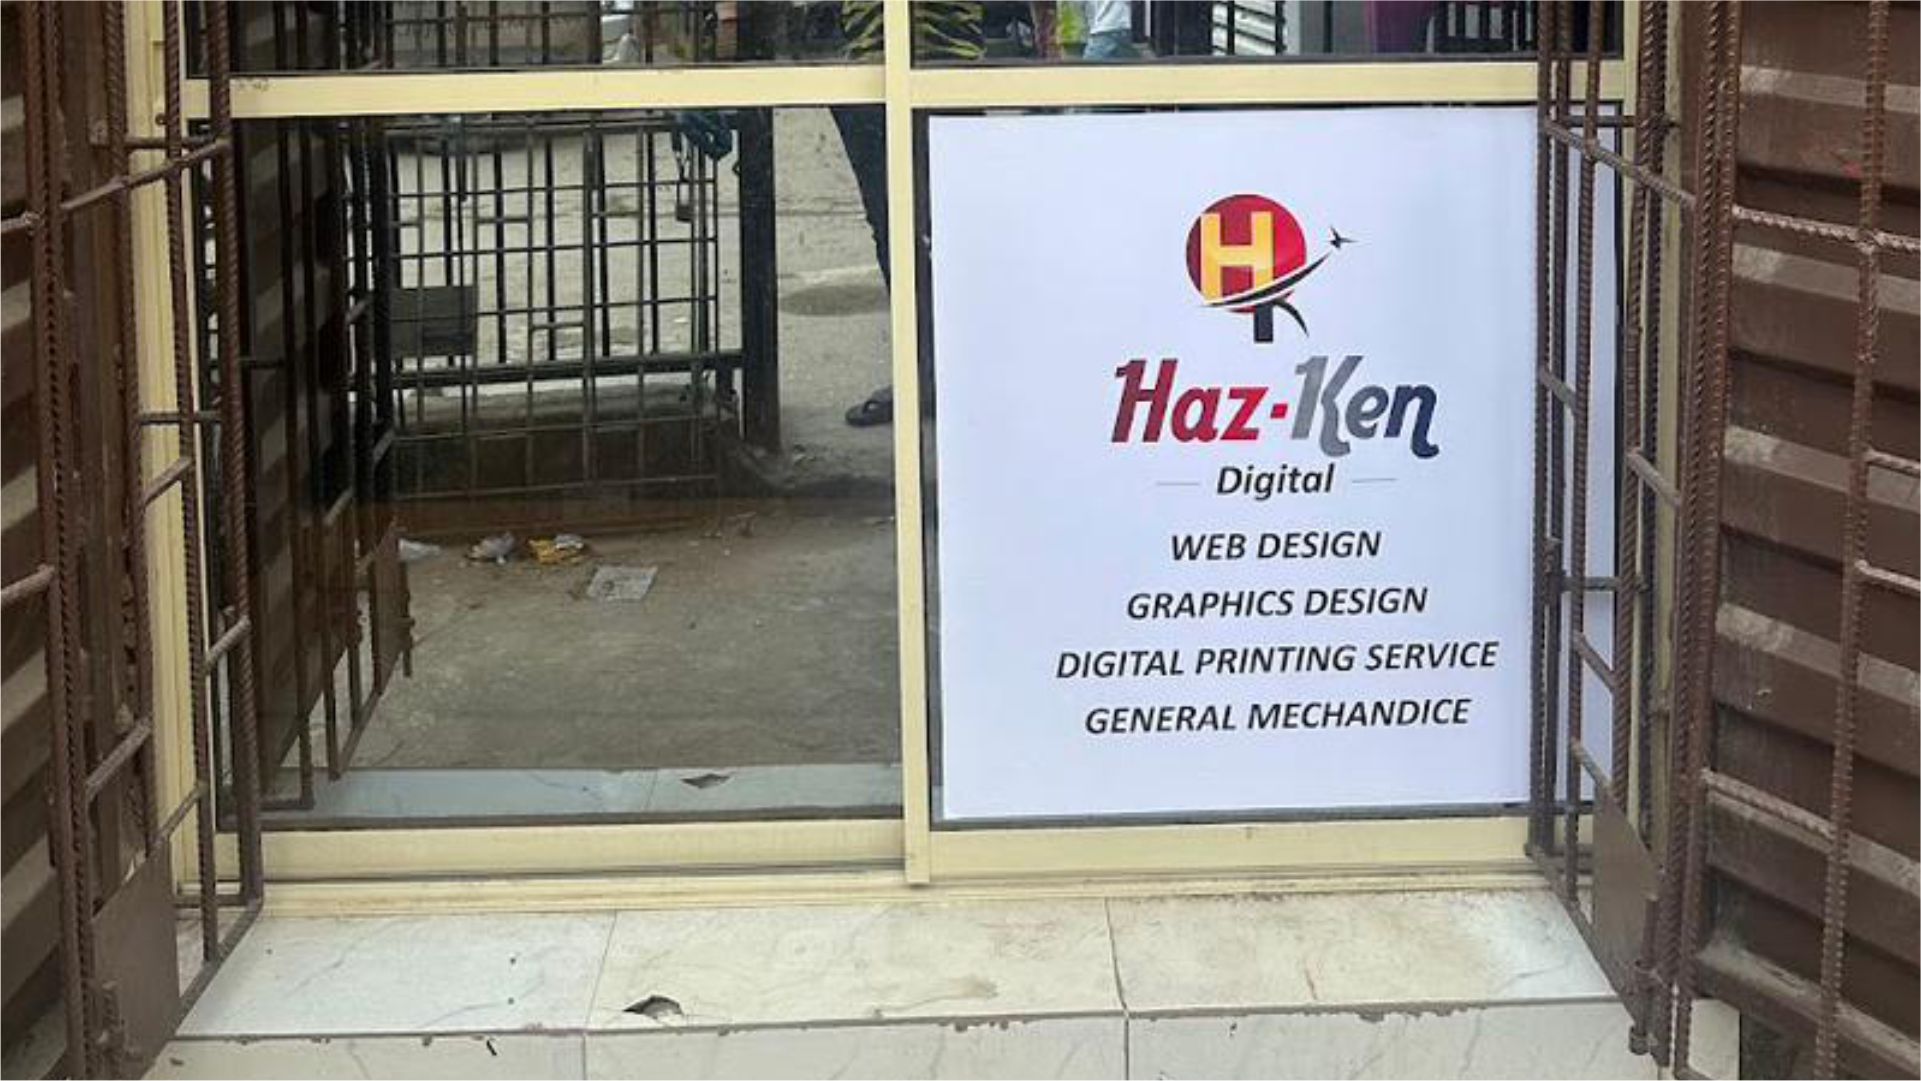 H
Haz-Ken
Digital
WEB DESIGN
GRAPHICS DESIGN
DIGITAL PRINTING SERVICE
GENERAL MECHANDICE